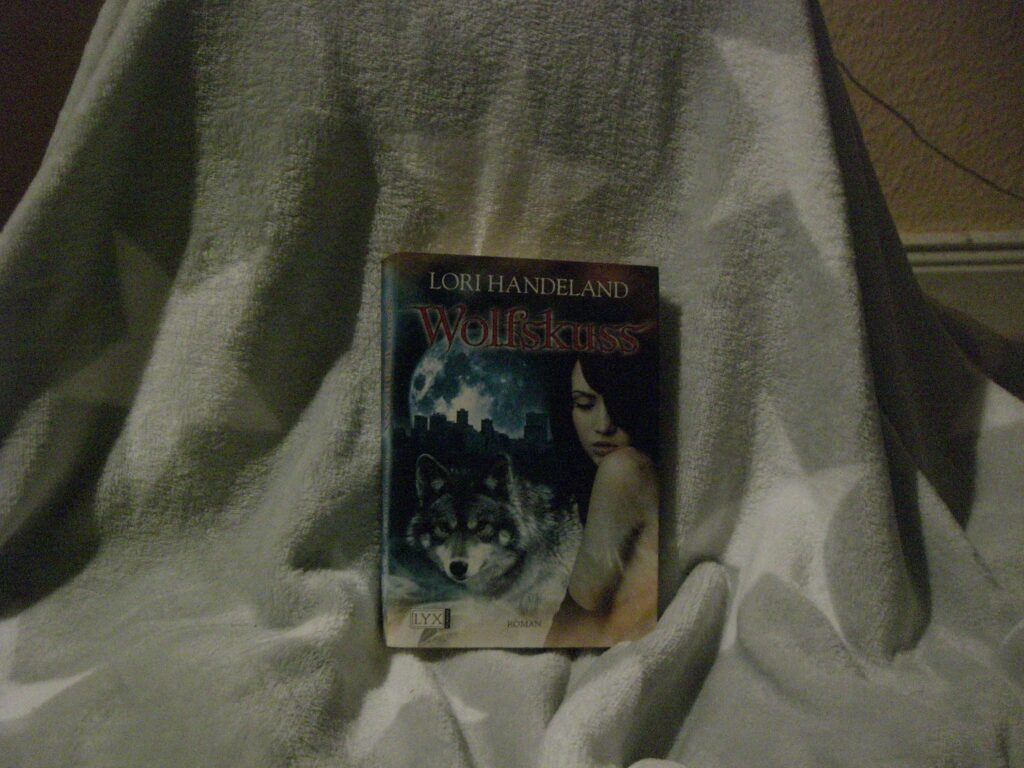 LORI HANDELAND
Wolfskuss
LYX
ROMAN